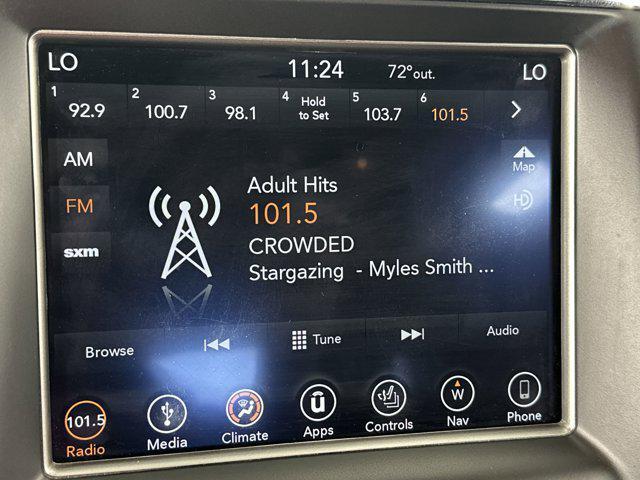 LO 11:24 72°out. LO
1 92.9 2 100.7 3 98.1 4 Hold to Set 5 103.7 6 101.5
AM
FM
sxm
Map
HD
Adult Hits
101.5
CROWDED
Stargazing - Myles Smith ...
Browse Tune Audio
101.5 W
Radio Media Climate Apps Controls Nav Phone